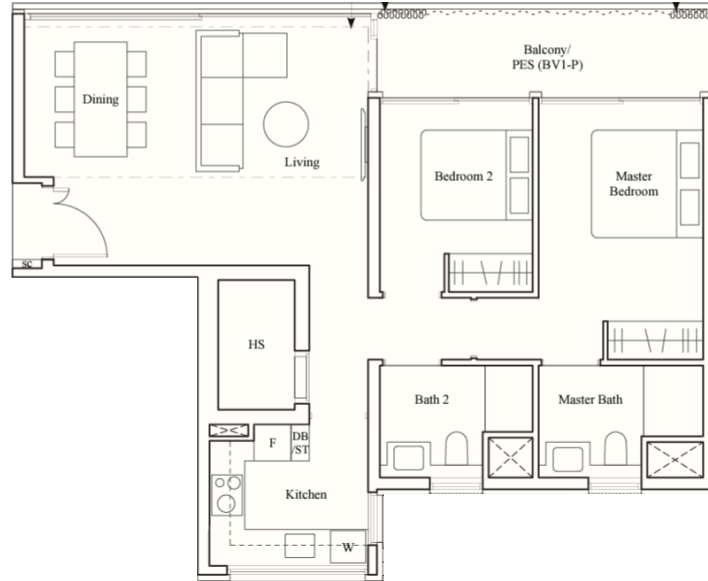 Balcony/
PES (BV1-P)
Dining
Living
Bedroom 2
Master
Bedroom
SC
HS
Bath 2
Master Bath
F
DB
/ST
Kitchen
W